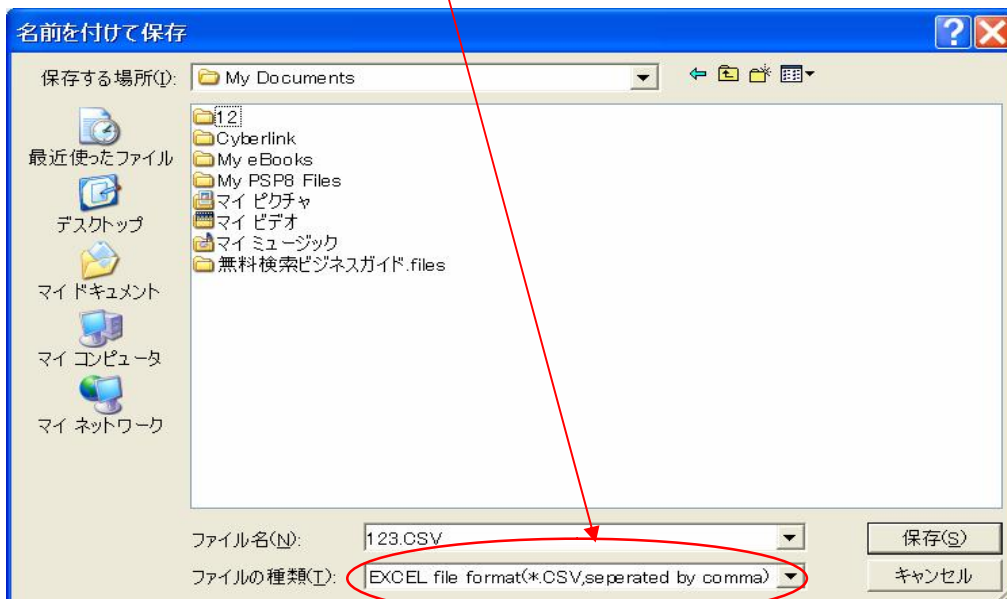 名前を付けて保存
保存する場所(I):
My Documents
最近使ったファイル
デスクトップ
マイ ドキュメント
マイ コンピュータ
マイ ネットワーク
12
Cyberlink
My eBooks
My PSP8 Files
マイ ピクチャ
マイ ビデオ
マイ ミュージック
無料検索ビジネスガイド.files
ファイル名(N):
123.CSV
保存(S)
ファイルの種類(T):
EXCEL file format(*.CSV,seperated by comma)
キャンセル